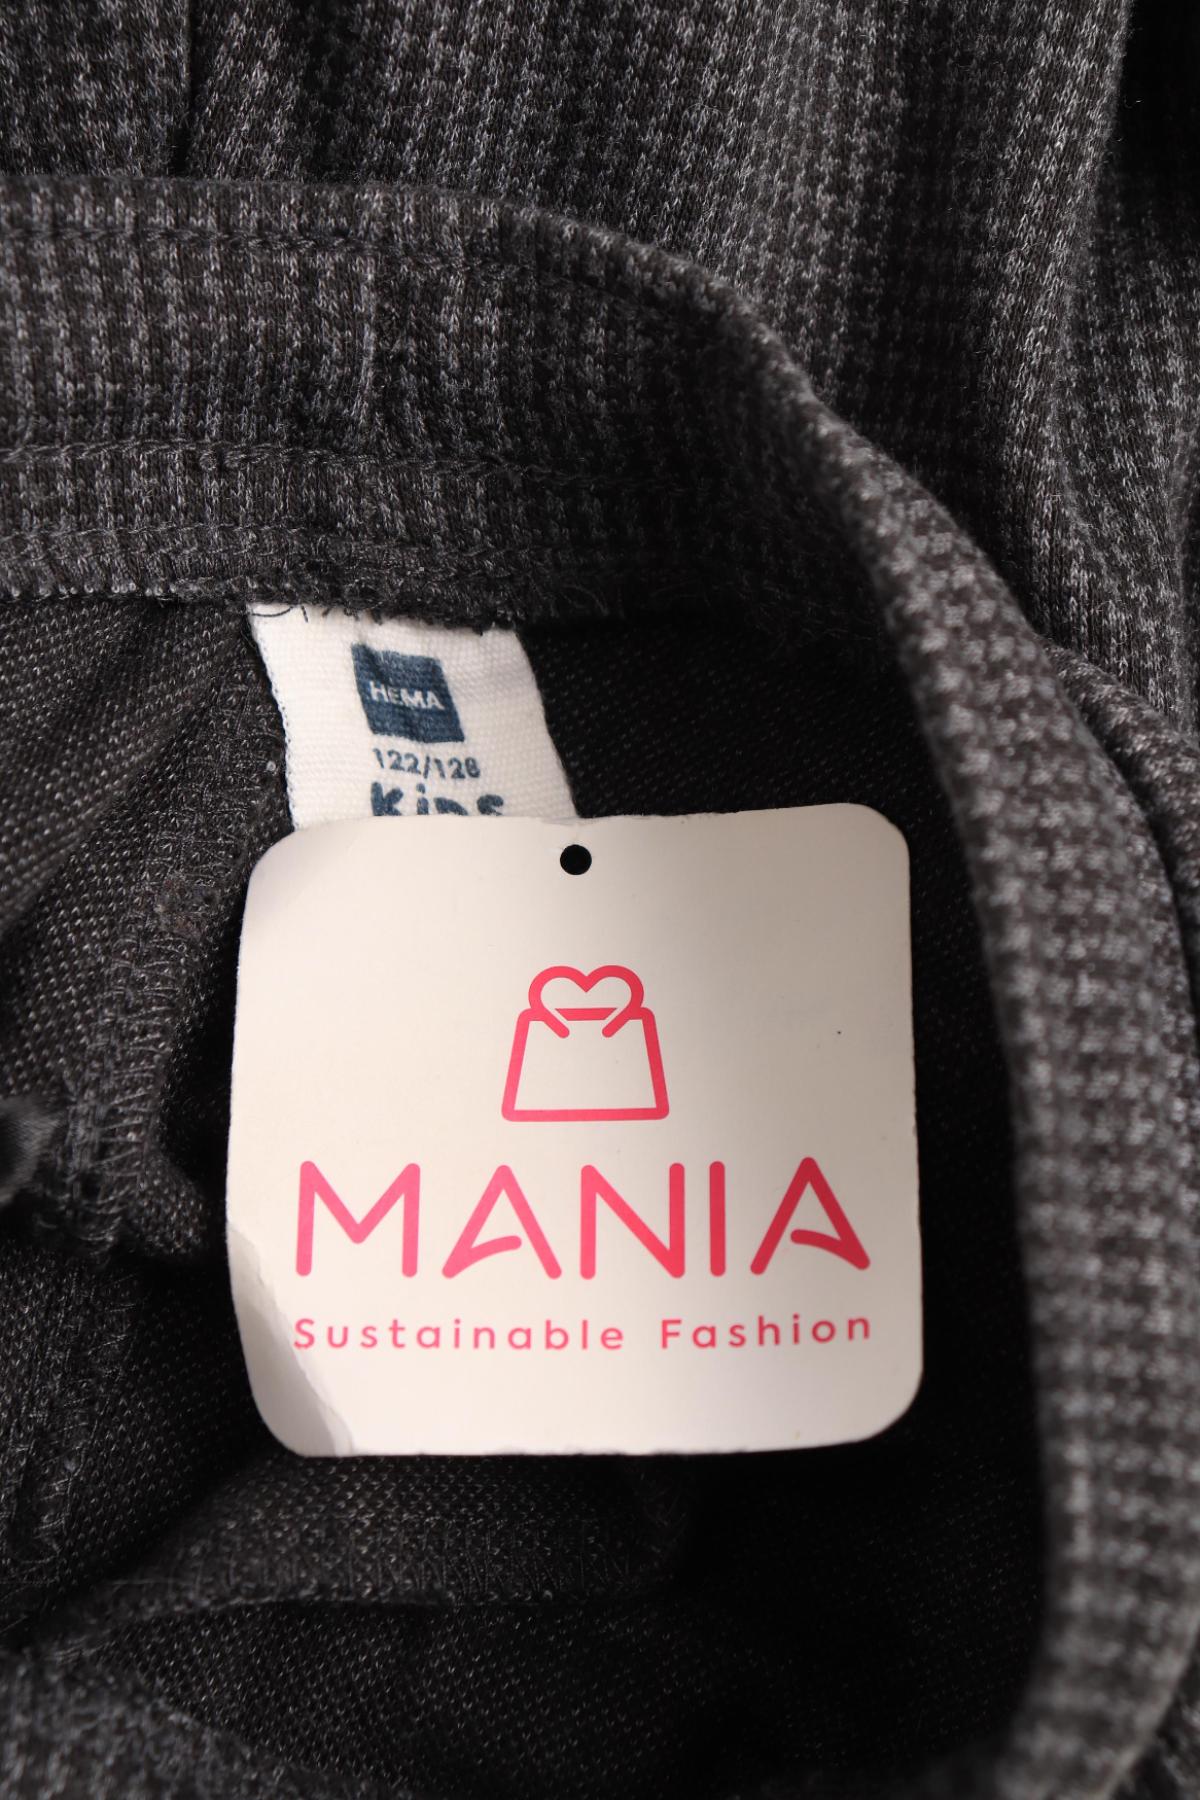 HEMA
122/128
Kids
MANIA
Sustainable Fashion